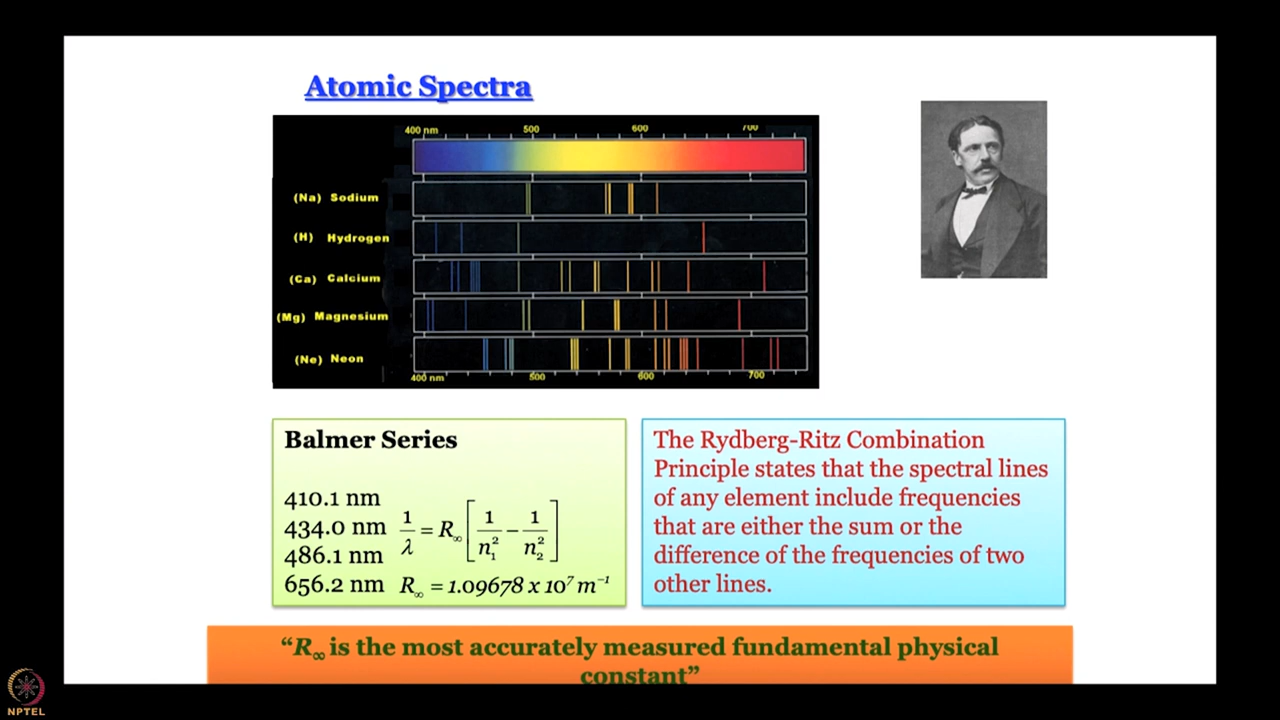 Atomic Spectra
400 nm 500 600 700
(Na) Sodium
(H) Hydrogen
(Ca) Calcium
(Mg) Magnesium
(Ne) Neon
400 nm 500 600 700
Balmer Series
410.1 nm
434.0 nm
486.1 nm
656.2 nm
1/λ = R∞ [1/n₁² − 1/n₂²]
R∞ = 1.09678 x 10⁷ m⁻¹
The Rydberg-Ritz Combination
Principle states that the spectral lines
of any element include frequencies
that are either the sum or the
difference of the frequencies of two
other lines.
“R∞ is the most accurately measured fundamental physical
constant”
NPTEL